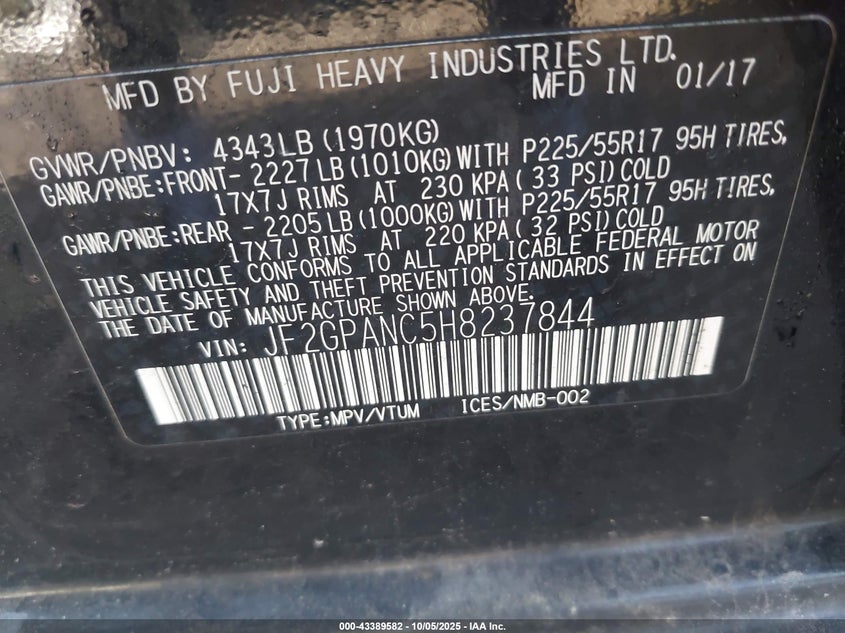 MFD BY FUJI HEAVY INDUSTRIES LTD.
MFD IN 01/17
GVWR/PNBV: 4343LB (1970KG)
GAWR/PNBE:FRONT- 2227LB(1010KG)WITH P225/55R17 95H TIRES,
17X7J RIMS AT 230 KPA( 33 PSI)COLD
GAWR/PNBE:REAR - 2205LB(1000KG)WITH P225/55R17 95H TIRES,
17X7J RIMS AT 220 KPA( 32 PSI)COLD
THIS VEHICLE CONFORMS TO ALL APPLICABLE FEDERAL MOTOR
VEHICLE SAFETY AND THEFT PREVENTION STANDARDS IN EFFECT ON
THE DATE OF MANUFACTURE SHOWN ABOVE.
VIN: JF2GPANC5H8237844
TYPE:MPV/VTUM ICES/NMB-002
000-43389582 - 10/05/2025 - IAA Inc.